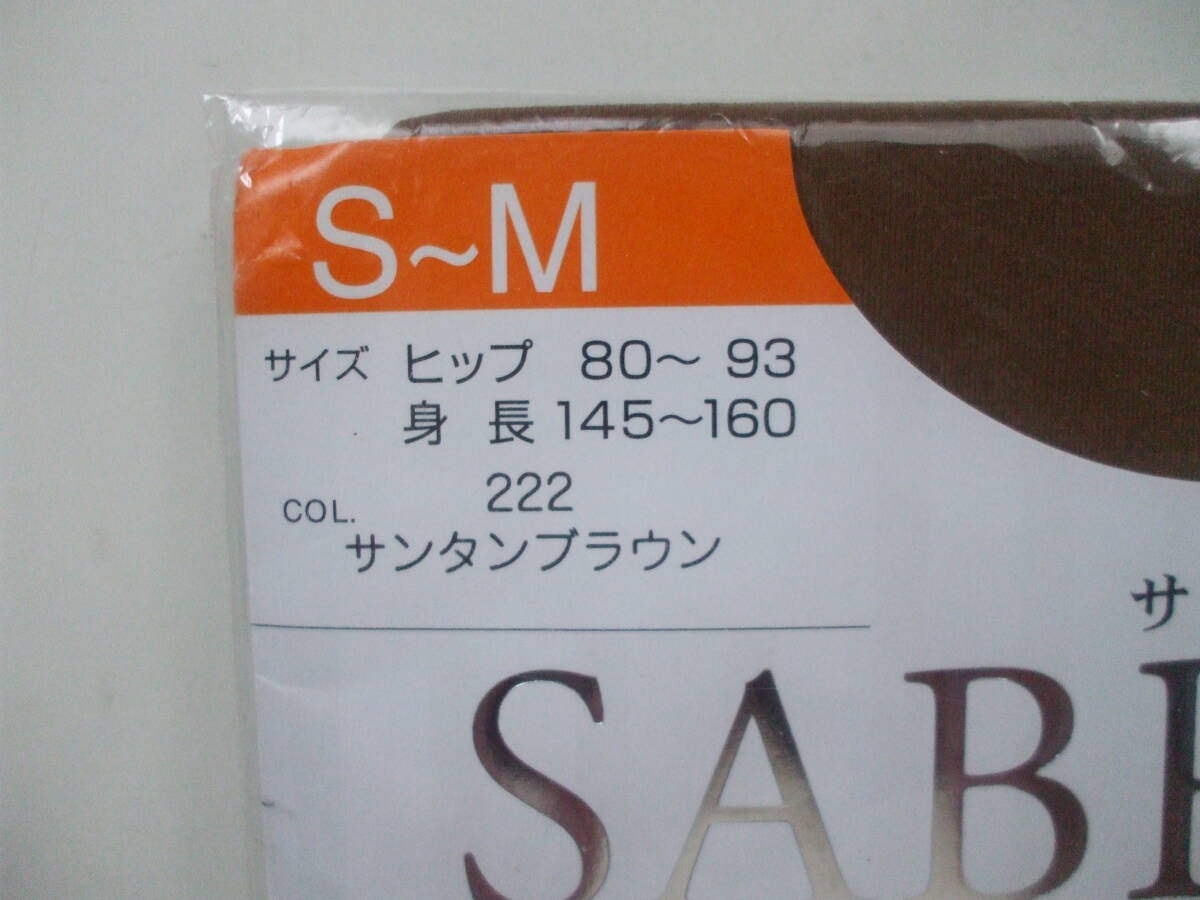 S~M
サイズ ヒップ 80～93
身 長 145～160
222
COL.
サンタンブラウン
サ
SAB